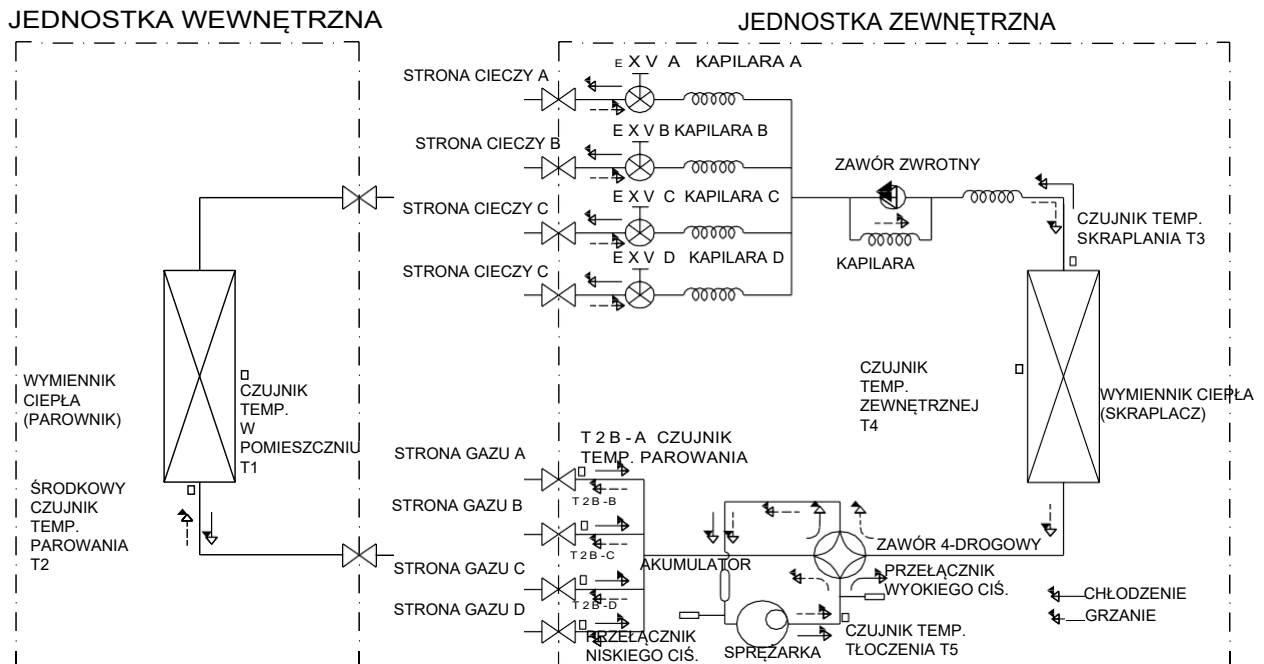 JEDNOSTKA WEWNĘTRZNA
JEDNOSTKA ZEWNĘTRZNA
STRONA CIECZY A
E X V A KAPILARA A
STRONA CIECZY B
E X V B KAPILARA B
STRONA CIECZY C
E X V C KAPILARA C
STRONA CIECZY C
E X V D KAPILARA D
ZAWÓR ZWROTNY
KAPILARA
CZUJNIK TEMP.
SKRAPLANIA T3
WYMIENNIK
CIEPŁA
(PAROWNIK)
CZUJNIK
TEMP.
W
POMIESZCZNIU
T1
ŚRODKOWY
CZUJNIK
TEMP.
PAROWANIA
T2
CZUJNIK
TEMP.
ZEWNĘTRZNEJ
T4
WYMIENNIK CIEPŁA
(SKRAPLACZ)
STRONA GAZU A
T 2 B - A CZUJNIK
TEMP. PAROWANIA
T 2 B - B
STRONA GAZU B
T 2 B - C
STRONA GAZU C
T 2 B - D
STRONA GAZU D
PRZEŁĄCZNIK
NISKIEGO CIŚ.
AKUMULATOR
SPRĘŻARKA
ZAWÓR 4-DROGOWY
PRZEŁĄCZNIK
WYOKIEGO CIŚ.
CZUJNIK TEMP.
TŁOCZENIA T5
CHŁODZENIE
GRZANIE